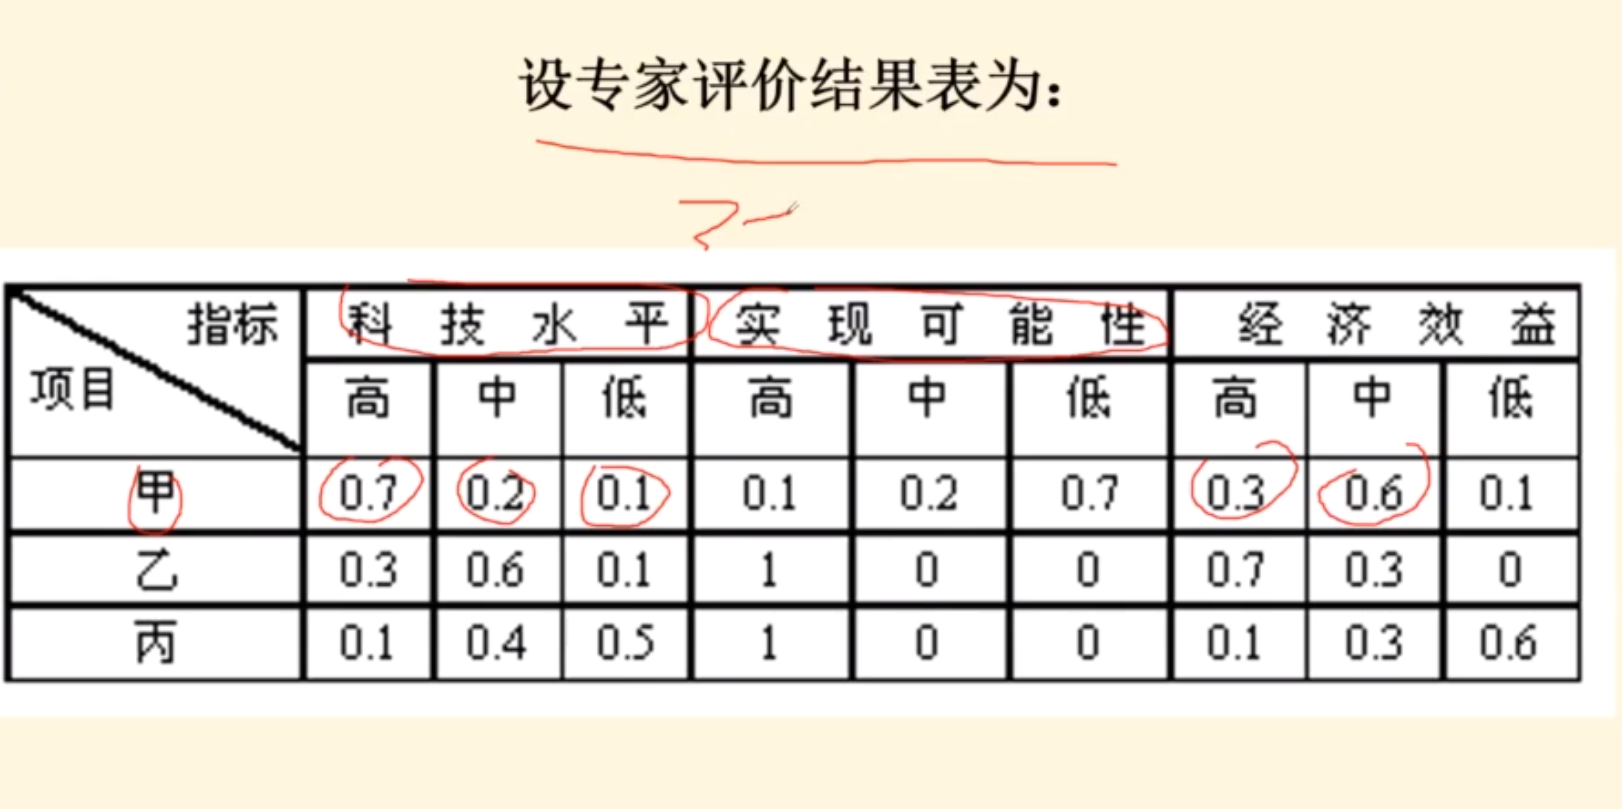 设专家评价结果表为：
指标 科技水平 实现可能性 经济效益
项目 高 中 低 高 中 低 高 中 低
甲 0.7 0.2 0.1 0.1 0.2 0.7 0.3 0.6 0.1
乙 0.3 0.6 0.1 1 0 0 0.7 0.3 0
丙 0.1 0.4 0.5 1 0 0 0.1 0.3 0.6